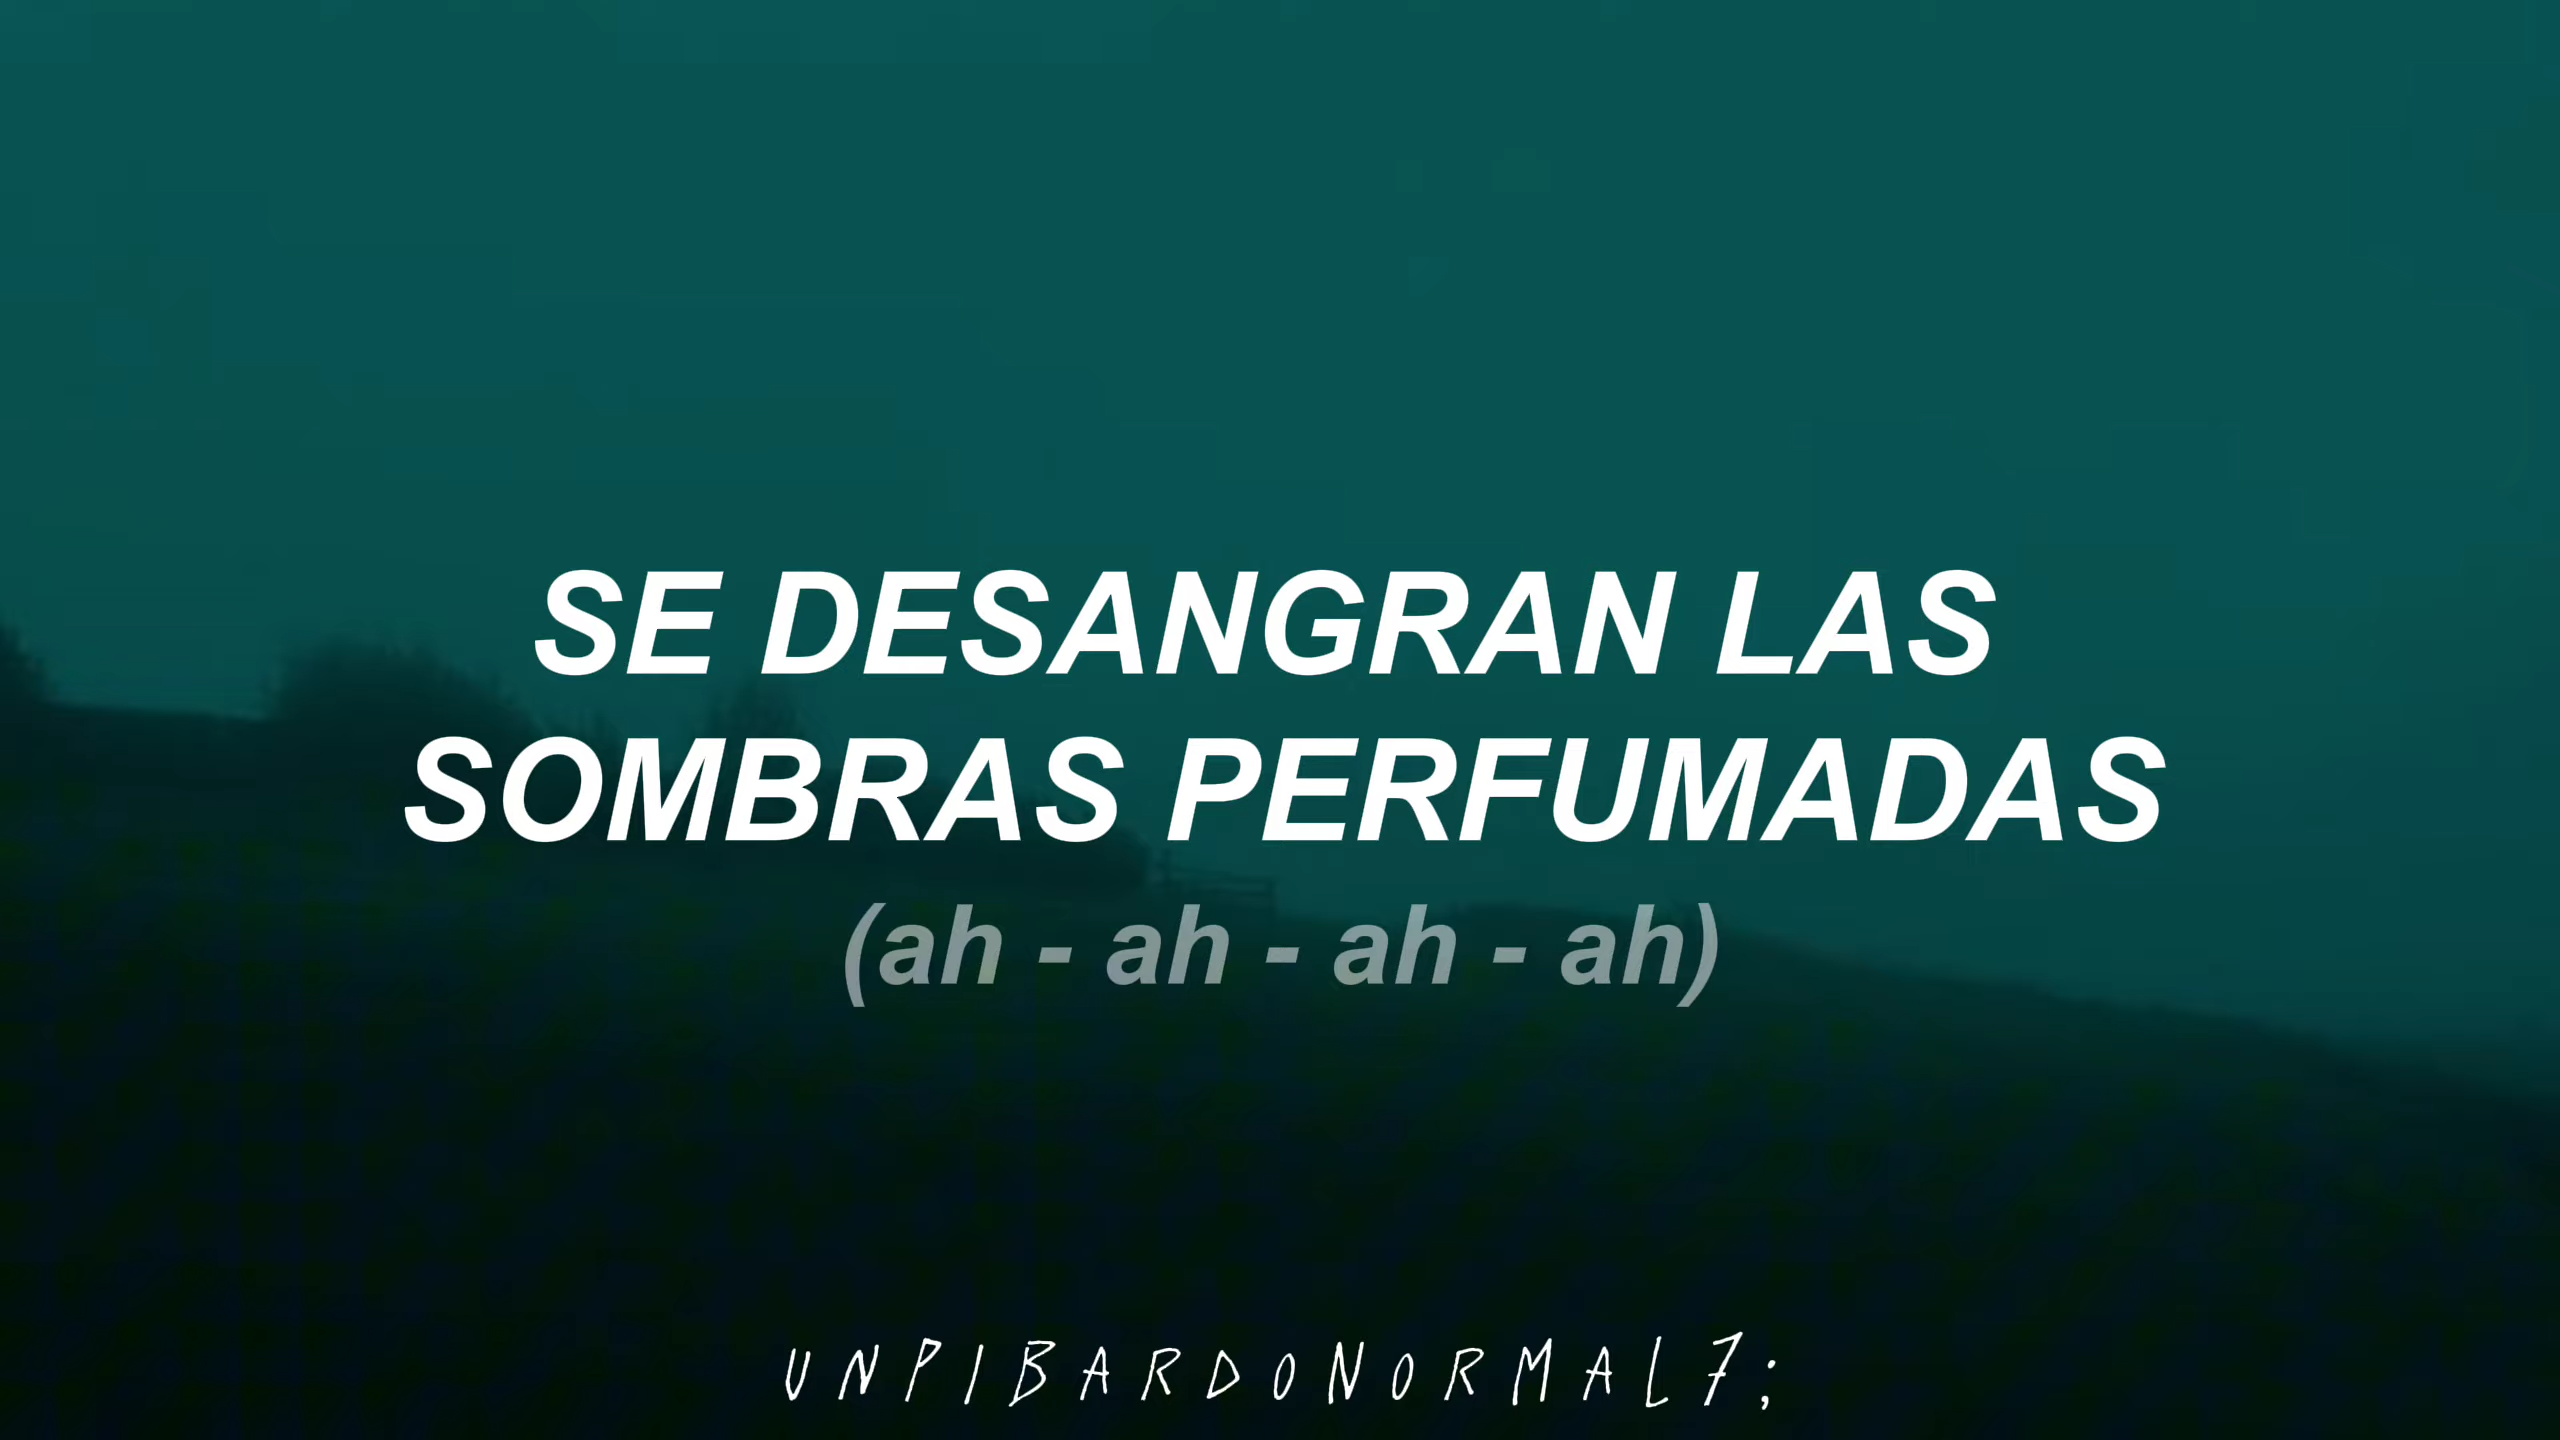 SE DESANGRAN LAS
SOMBRAS PERFUMADAS
(ah - ah - ah - ah)
UNPIBARDONORMAL7;